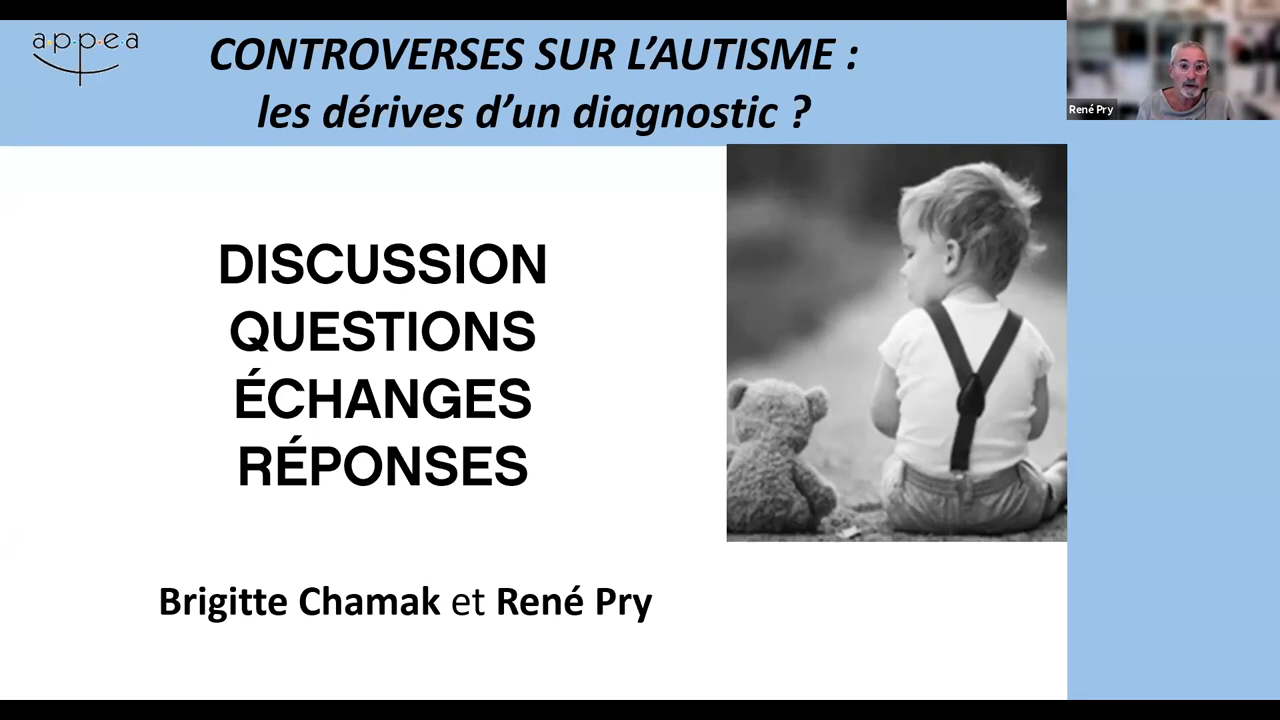 a·p·p·e·a
CONTROVERSES SUR L’AUTISME :
les dérives d’un diagnostic ?
René Pry
DISCUSSION
QUESTIONS
ÉCHANGES
RÉPONSES
Brigitte Chamak et René Pry